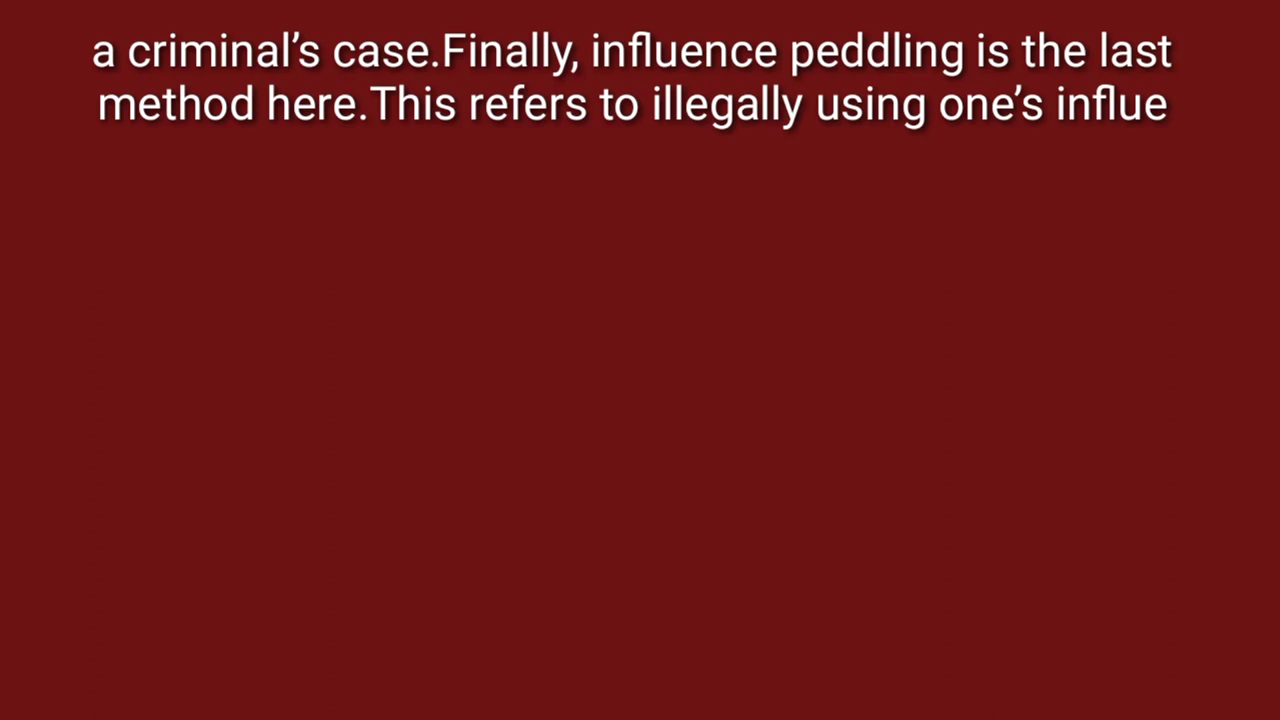 a criminal’s case.Finally, influence peddling is the last
method here.This refers to illegally using one’s influe